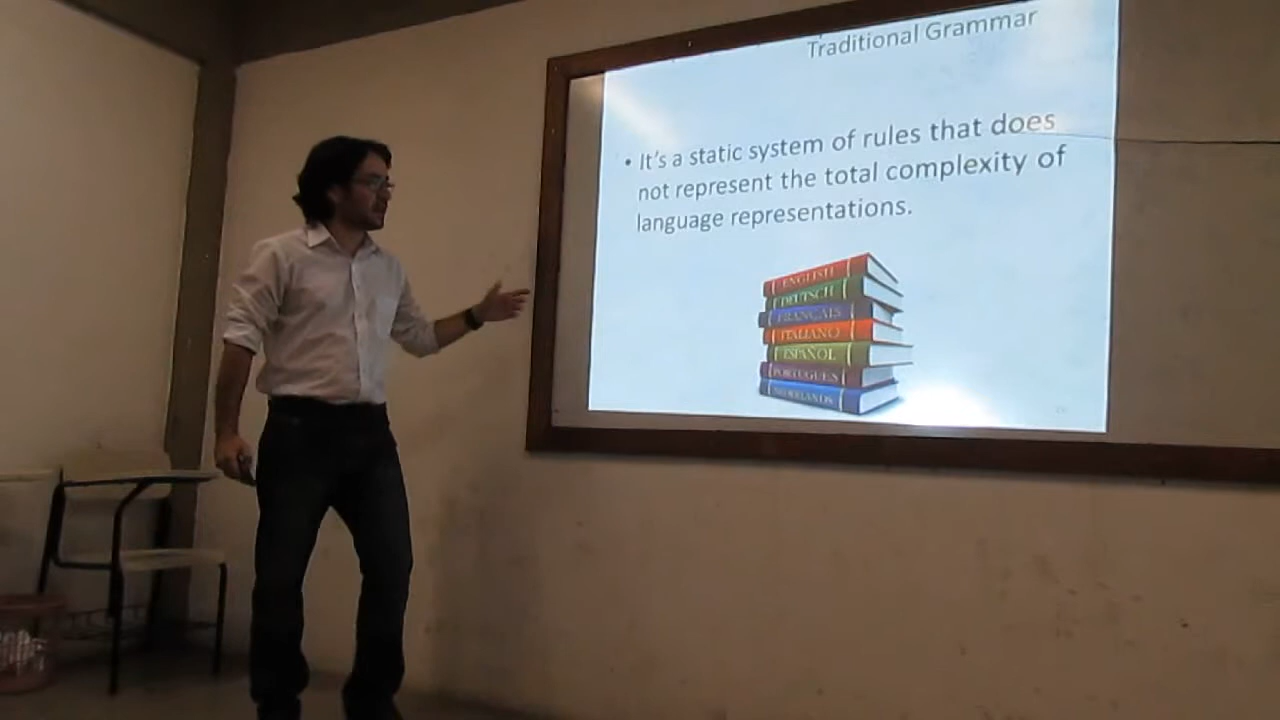 Traditional Grammar
• It's a static system of rules that does
not represent the total complexity of
language representations.
ENGLISH
DEUTSCH
FRANÇAIS
ITALIANO
ESPAÑOL
PORTUGUES